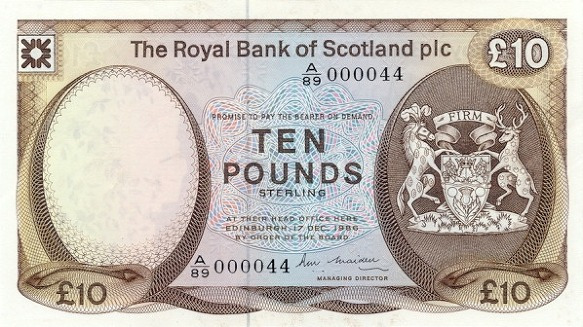 The Royal Bank of Scotland plc
£10
A/89 000044
PROMISE TO PAY THE BEARER ON DEMAND
FIRM
TEN
POUNDS
STERLING
AT THEIR HEAD OFFICE HERE
EDINBURGH, 17 DEC. 1986
BY ORDER OF THE BOARD
A/89 000044
MANAGING DIRECTOR
£10
£10